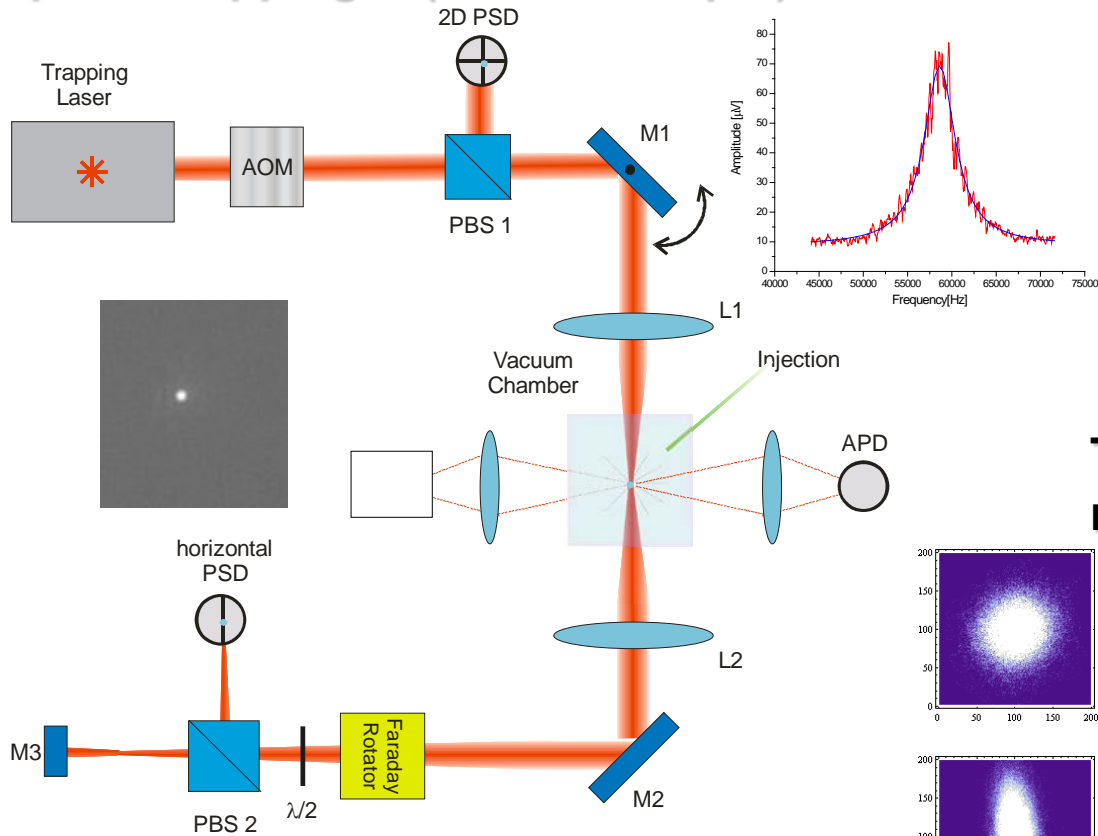 2D PSD
Trapping
Laser
AOM
PBS 1
M1
Amplitude [µV]
80
70
60
50
40
30
20
10
0
40000 45000 50000 55000 60000 65000 70000 75000
Frequency[Hz]
L1
Vacuum
Chamber
Injection
APD
horizontal
PSD
L2
M3
PBS 2
λ/2
Faraday
Rotator
M2
200
150
100
50
0
0 50 100 150 200
200
150
100